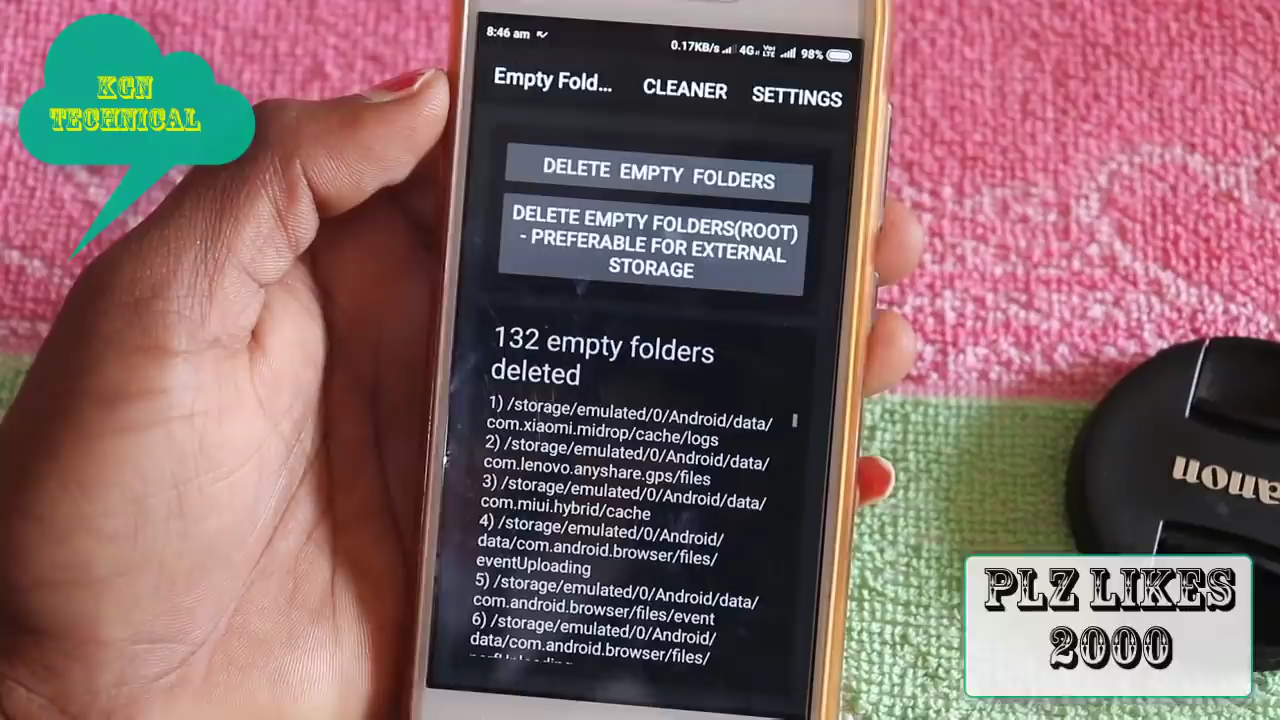 KGN
TECHNICAL
8:46 am
0.17KB/s 4G VoLTE 98%
Empty Fold... CLEANER SETTINGS
DELETE EMPTY FOLDERS
DELETE EMPTY FOLDERS(ROOT)
- PREFERABLE FOR EXTERNAL
STORAGE
132 empty folders
deleted
1) /storage/emulated/0/Android/data/
com.xiaomi.midrop/cache/logs
2) /storage/emulated/0/Android/data/
com.lenovo.anyshare.gps/files
3) /storage/emulated/0/Android/data/
com.miui.hybrid/cache
4) /storage/emulated/0/Android/
data/com.android.browser/files/
eventUploading
5) /storage/emulated/0/Android/data/
com.android.browser/files/event
6) /storage/emulated/0/Android/
data/com.android.browser/files/
PLZ LIKES
2000